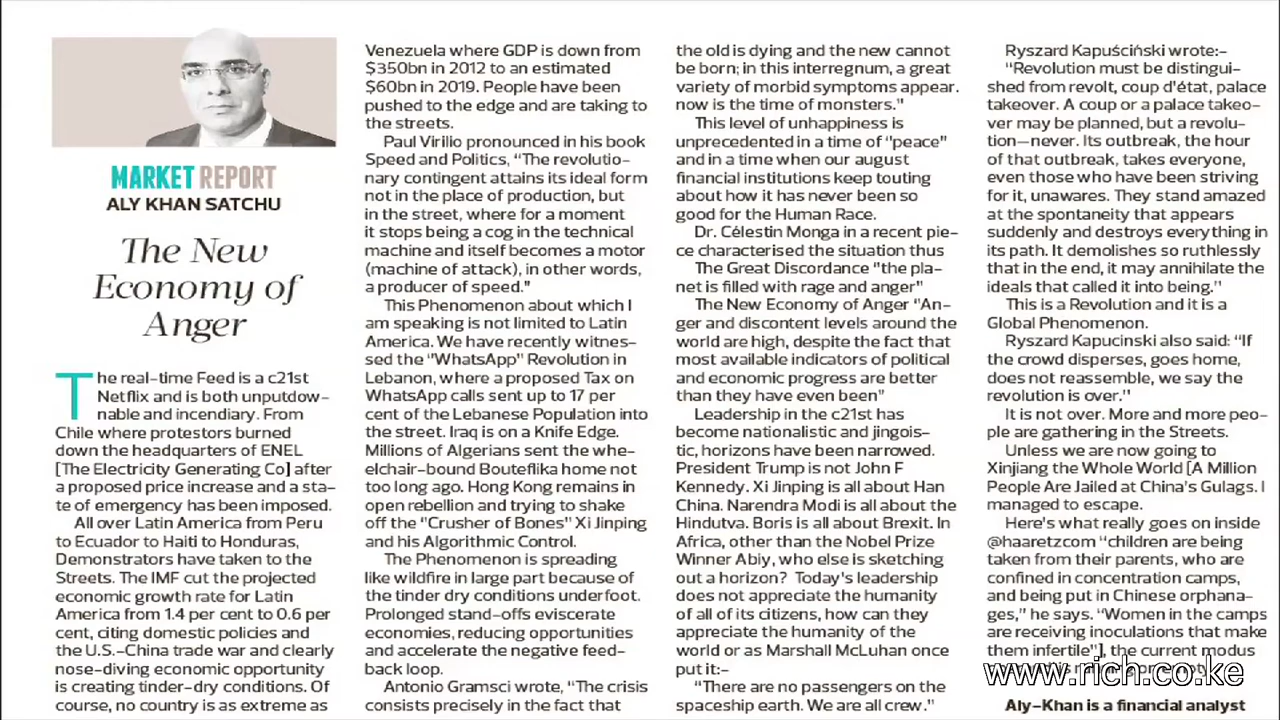 MARKET REPORT
ALY KHAN SATCHU
The New
Economy of
Anger
The real-time Feed is a c21st
Netflix and is both unputdow-
nable and incendiary. From
Chile where protestors burned
down the headquarters of ENEL
[The Electricity Generating Co] after
a proposed price increase and a sta-
te of emergency has been imposed.
All over Latin America from Peru
to Ecuador to Haiti to Honduras,
Demonstrators have taken to the
Streets. The IMF cut the projected
economic growth rate for Latin
America from 1.4 per cent to 0.6 per
cent, citing domestic policies and
the U.S.-China trade war and clearly
nose-diving economic opportunity
is creating tinder-dry conditions. Of
course, no country is as extreme as
Venezuela where GDP is down from
$350bn in 2012 to an estimated
$60bn in 2019. People have been
pushed to the edge and are taking to
the streets.
Paul Virilio pronounced in his book
Speed and Politics, “The revolutio-
nary contingent attains its ideal form
not in the place of production, but
in the street, where for a moment
it stops being a cog in the technical
machine and itself becomes a motor
(machine of attack), in other words,
a producer of speed."
This Phenomenon about which I
am speaking is not limited to Latin
America. We have recently witnes-
sed the "WhatsApp" Revolution in
Lebanon, where a proposed Tax on
WhatsApp calls sent up to 17 per
cent of the Lebanese Population into
the street. Iraq is on a Knife Edge.
Millions of Algerians sent the whe-
elchair-bound Bouteflika home not
too long ago. Hong Kong remains in
open rebellion and trying to shake
off the "Crusher of Bones" Xi Jinping
and his Algorithmic Control.
The Phenomenon is spreading
like wildfire in large part because of
the tinder dry conditions underfoot.
Prolonged stand-offs eviscerate
economies, reducing opportunities
and accelerate the negative feed-
back loop.
Antonio Gramsci wrote, “The crisis
consists precisely in the fact that
the old is dying and the new cannot
be born; in this interregnum, a great
variety of morbid symptoms appear.
now is the time of monsters.”
This level of unhappiness is
unprecedented in a time of "peace"
and in a time when our august
financial institutions keep touting
about how it has never been so
good for the Human Race.
Dr. Célestin Monga in a recent pie-
ce characterised the situation thus
The Great Discordance "the pla-
net is filled with rage and anger"
The New Economy of Anger "An-
ger and discontent levels around the
world are high, despite the fact that
most available indicators of political
and economic progress are better
than they have even been"
Leadership in the c21st has
become nationalistic and jingois-
tic, horizons have been narrowed.
President Trump is not John F
Kennedy. Xi Jinping is all about Han
China. Narendra Modi is all about the
Hindutva. Boris is all about Brexit. In
Africa, other than the Nobel Prize
Winner Abiy, who else is sketching
out a horizon? Today's leadership
does not appreciate the humanity
of all of its citizens, how can they
appreciate the humanity of the
world or as Marshall McLuhan once
put it:-
“There are no passengers on the
spaceship earth. We are all crew.”
Ryszard Kapuściński wrote:-
“Revolution must be distingui-
shed from revolt, coup d'état, palace
takeover. A coup or a palace takeo-
ver may be planned, but a revolu-
tion—never. Its outbreak, the hour
of that outbreak, takes everyone,
even those who have been striving
for it, unawares. They stand amazed
at the spontaneity that appears
suddenly and destroys everything in
its path. It demolishes so ruthlessly
that in the end, it may annihilate the
ideals that called it into being.”
This is a Revolution and it is a
Global Phenomenon.
Ryszard Kapucinski also said: “If
the crowd disperses, goes home,
does not reassemble, we say the
revolution is over.”
It is not over. More and more peo-
ple are gathering in the Streets.
Unless we are now going to
Xinjiang the Whole World [A Million
People Are Jailed at China's Gulags. I
managed to escape.
Here's what really goes on inside
@haaretzcom “children are being
taken from their parents, who are
confined in concentration camps,
and being put in Chinese orphana-
ges,” he says. “Women in the camps
are receiving inoculations that make
them infertile"], the current modus
www.rich.co.ke
Aly-Khan is a financial analyst